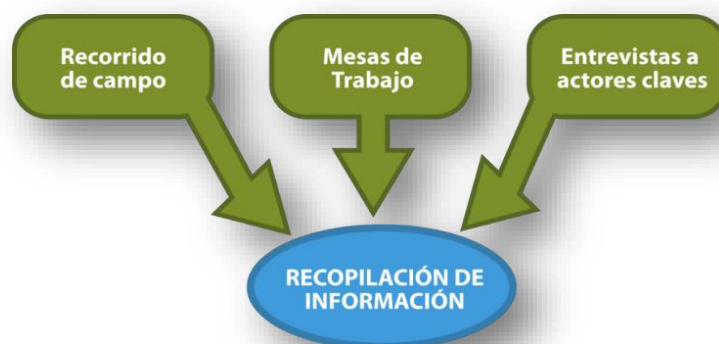 Recorrido
de campo
Mesas de
Trabajo
Entrevistas a
actores claves
RECOPILACIÓN DE
INFORMACIÓN